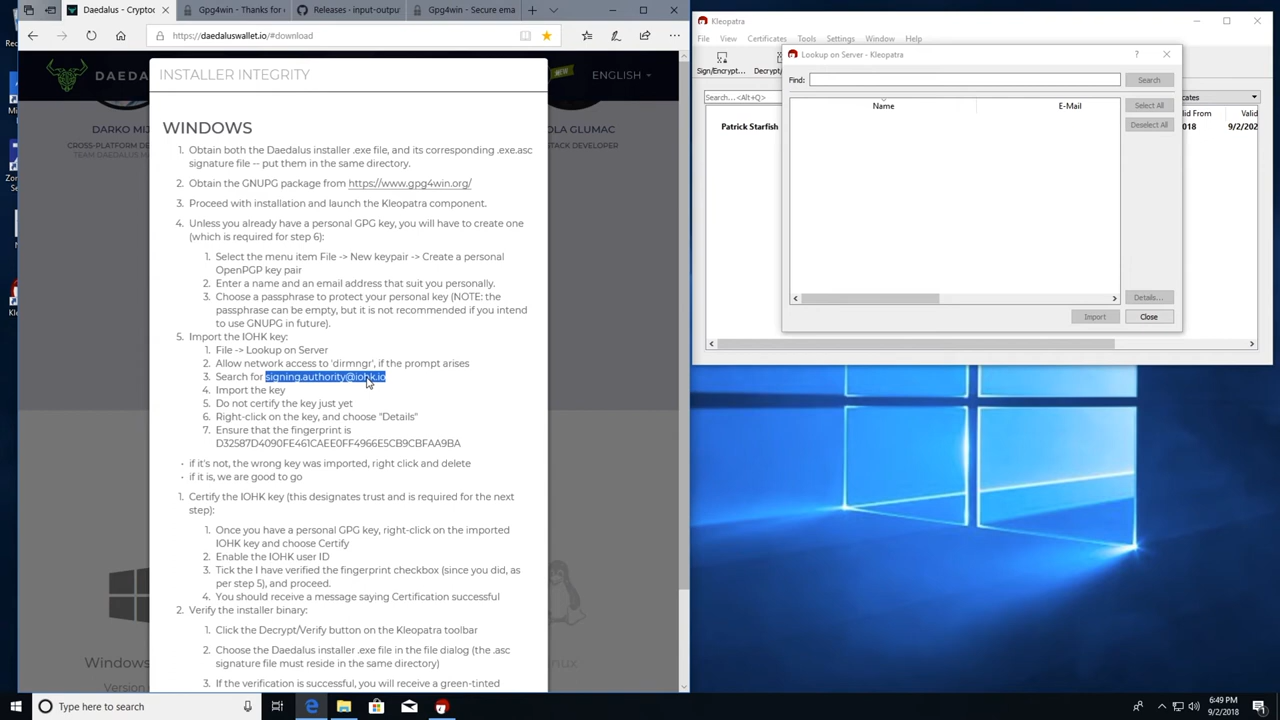 Daedalus - Cryptoc
Gpg4win - Thanks fo
Releases · input-outp
Gpg4win - Secure ema
https://daedaluswallet.io/#download
INSTALLER INTEGRITY
DAED
NEW
ENGLISH
DARKO MIJ
CROSS-PLATFORM DE
TEAM DAEDALUS M
OLA GLUMAC
STACK DEVELOPER
WINDOWS
1. Obtain both the Daedalus installer .exe file, and its corresponding .exe.asc
signature file -- put them in the same directory.
2. Obtain the GNUPG package from https://www.gpg4win.org/
3. Proceed with installation and launch the Kleopatra component.
4. Unless you already have a personal GPG key, you will have to create one
(which is required for step 6):
1. Select the menu item File -> New keypair -> Create a personal
OpenPGP key pair
2. Enter a name and an email address that suit you personally.
3. Choose a passphrase to protect your personal key (NOTE: the
passphrase can be empty, but it is not recommended if you intend
to use GNUPG in future).
5. Import the IOHK key:
1. File -> Lookup on Server
2. Allow network access to 'dirmngr', if the prompt arises
3. Search for signing.authority@iohk.io
4. Import the key
5. Do not certify the key just yet
6. Right-click on the key, and choose "Details"
7. Ensure that the fingerprint is
D32587D4090FE461CAEE0FF4966E5CB9CBFAA9BA
• if it's not, the wrong key was imported, right click and delete
• if it is, we are good to go
1. Certify the IOHK key (this designates trust and is required for the next
step):
1. Once you have a personal GPG key, right-click on the imported
IOHK key and choose Certify
2. Enable the IOHK user ID
3. Tick the I have verified the fingerprint checkbox (since you did, as
per step 5), and proceed.
4. You should receive a message saying Certification successful
2. Verify the installer binary:
1. Click the Decrypt/Verify button on the Kleopatra toolbar
2. Choose the Daedalus installer .exe file in the file dialog (the .asc
signature file must reside in the same directory)
3. If the verification is successful, you will receive a green-tinted
Windows
Version
nux
Kleopatra
File View Certificates Tools Settings Window Help
Sign/Encrypt...
Decrypt/
Search...<Alt+Q>
cates
Valid From
Valid
Patrick Starfish
018
9/2/202
Lookup on Server - Kleopatra
Find:
Search
Name
E-Mail
Select All
Deselect All
Details...
Import
Close
Type here to search
6:49 PM
9/2/2018
1